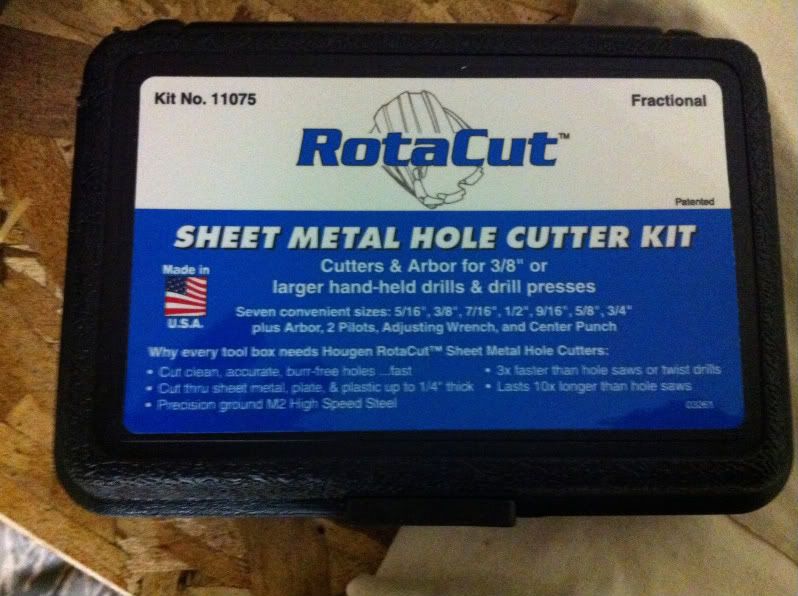 Kit No. 11075
Fractional
RotaCut™
Patented
SHEET METAL HOLE CUTTER KIT
Made in
U.S.A.
Cutters & Arbor for 3/8" or
larger hand-held drills & drill presses
Seven convenient sizes: 5/16", 3/8", 7/16", 1/2", 9/16", 5/8", 3/4"
plus Arbor, 2 Pilots, Adjusting Wrench, and Center Punch
Why every tool box needs Hougen RotaCut™ Sheet Metal Hole Cutters:
• Cut clean, accurate, burr-free holes ...fast
• Cut thru sheet metal, plate, & plastic up to 1/4" thick
• Precision ground M2 High Speed Steel
• 3x faster than hole saws or twist drills
• Lasts 10x longer than hole saws
03261